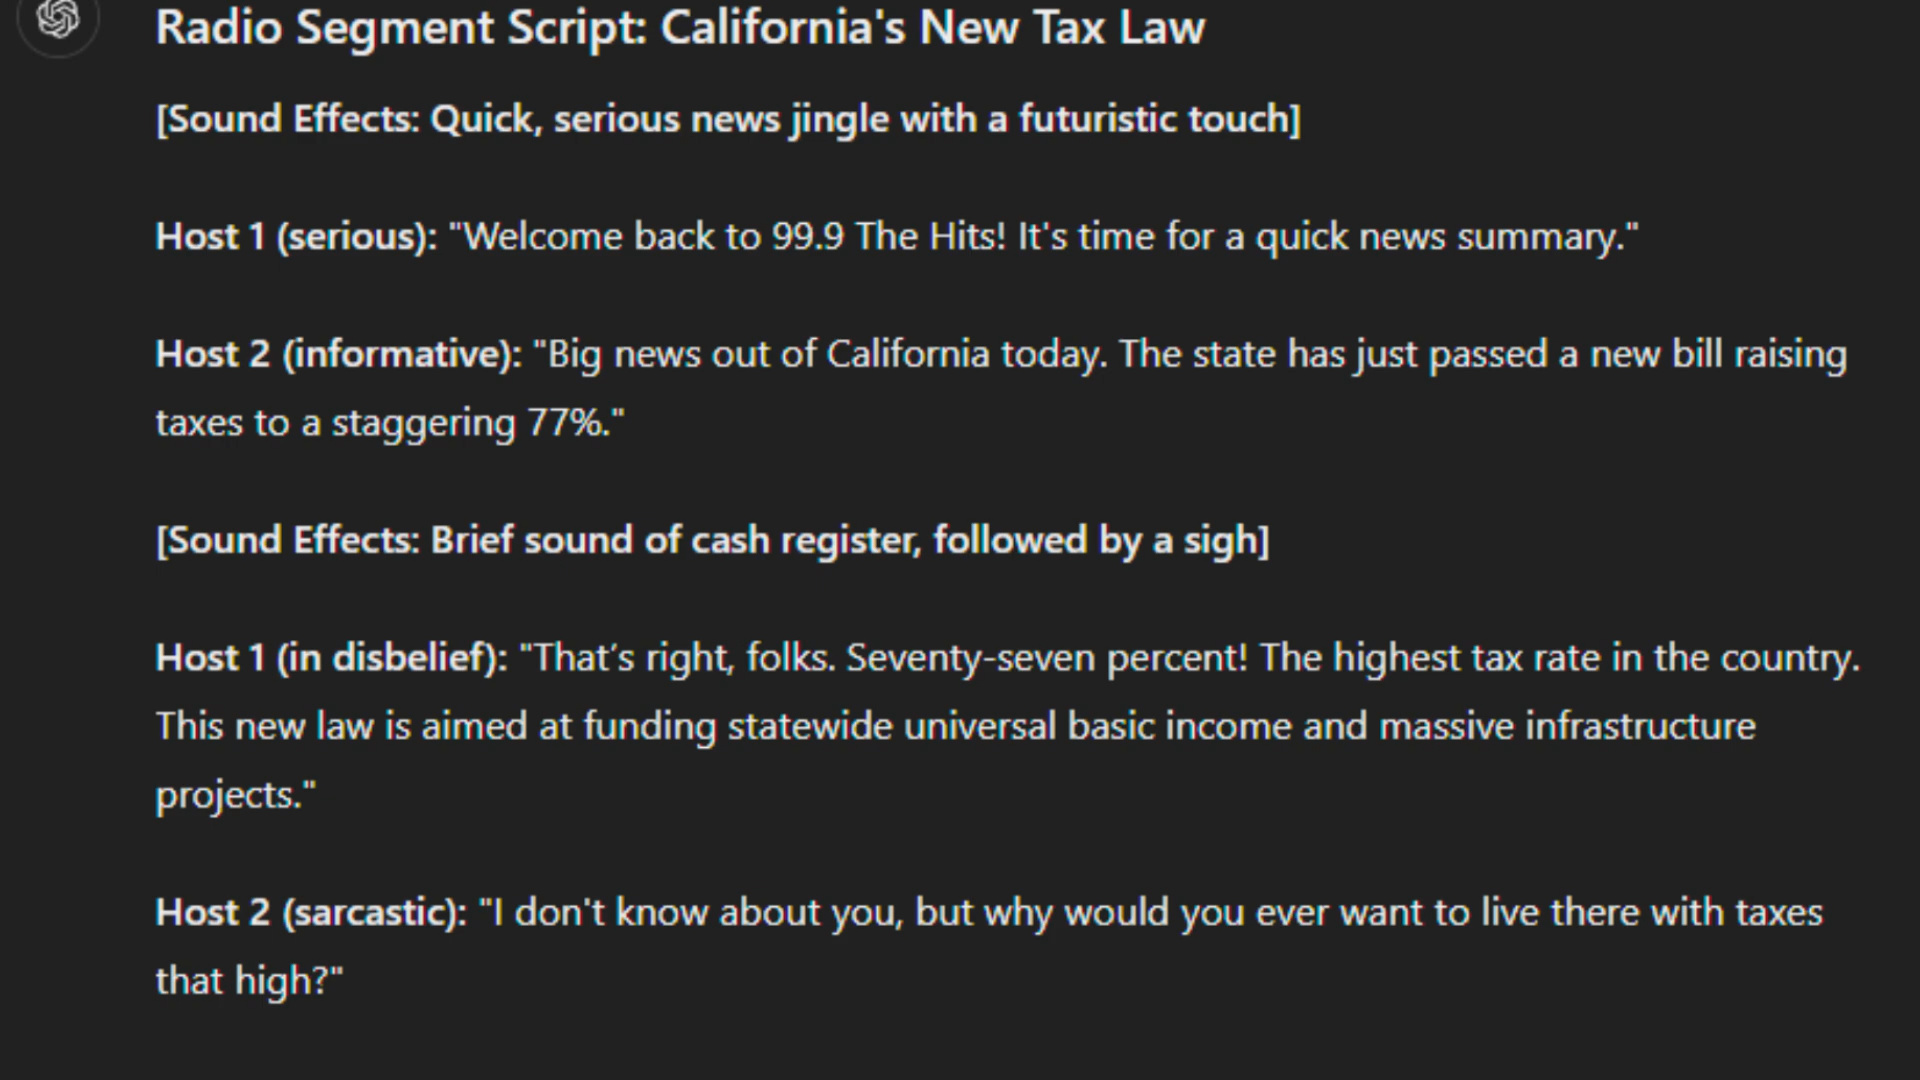 Radio Segment Script: California's New Tax Law
[Sound Effects: Quick, serious news jingle with a futuristic touch]
Host 1 (serious): "Welcome back to 99.9 The Hits! It's time for a quick news summary."
Host 2 (informative): "Big news out of California today. The state has just passed a new bill raising
taxes to a staggering 77%."
[Sound Effects: Brief sound of cash register, followed by a sigh]
Host 1 (in disbelief): "That’s right, folks. Seventy-seven percent! The highest tax rate in the country.
This new law is aimed at funding statewide universal basic income and massive infrastructure
projects."
Host 2 (sarcastic): "I don't know about you, but why would you ever want to live there with taxes
that high?"